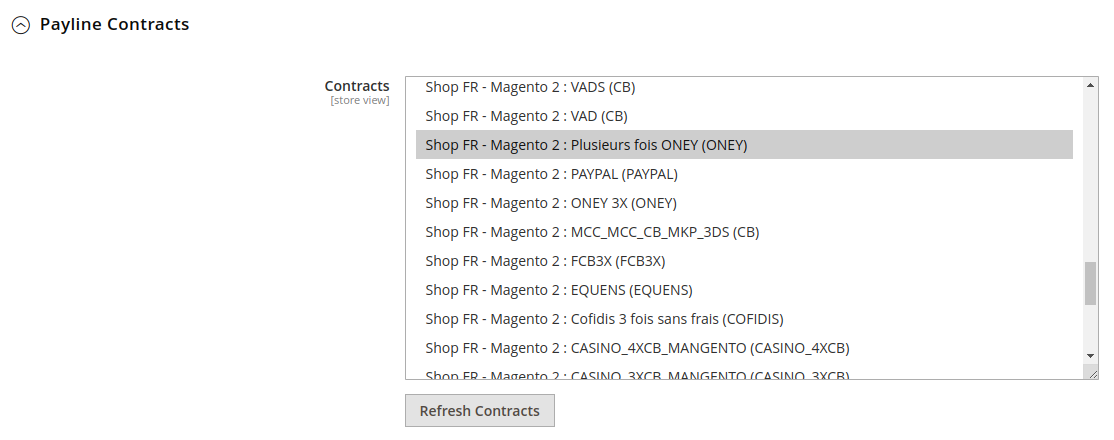 Payline Contracts
Contracts
[store view]
Shop FR - Magento 2 : VADS (CB)
Shop FR - Magento 2 : VAD (CB)
Shop FR - Magento 2 : Plusieurs fois ONEY (ONEY)
Shop FR - Magento 2 : PAYPAL (PAYPAL)
Shop FR - Magento 2 : ONEY 3X (ONEY)
Shop FR - Magento 2 : MCC_MCC_CB_MKP_3DS (CB)
Shop FR - Magento 2 : FCB3X (FCB3X)
Shop FR - Magento 2 : EQUENS (EQUENS)
Shop FR - Magento 2 : Cofidis 3 fois sans frais (COFIDIS)
Shop FR - Magento 2 : CASINO_4XCB_MANGENTO (CASINO_4XCB)
Shop FR - Magento 2 : CASINO_3XCB_MANGENTO (CASINO_3XCB)
Refresh Contracts